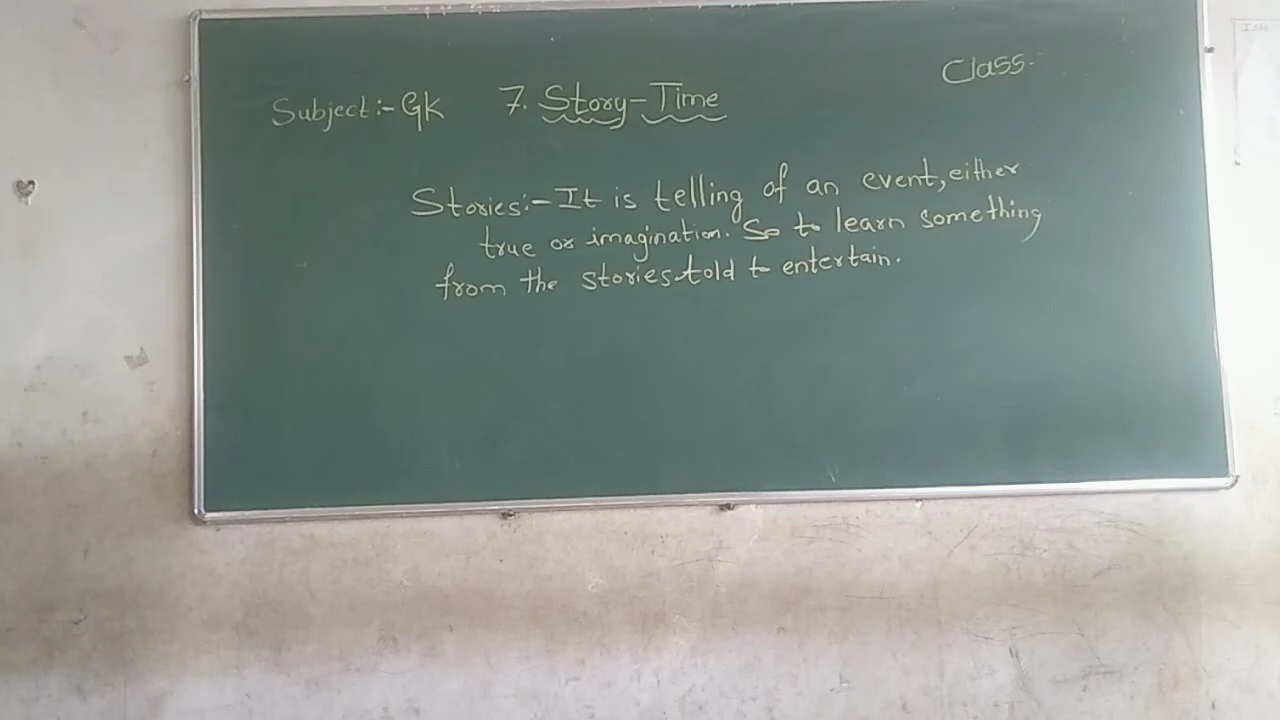 Class-
Subject:- GK 7. Story-Time
Stories:- It is telling of an event, either
true or imagination. So to learn something
from the stories told to entertain.